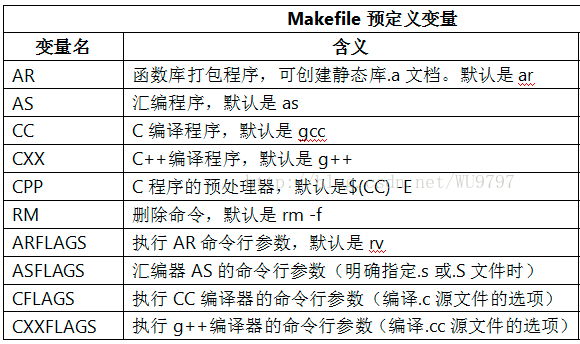 Makefile 预定义变量
变量名 含义
AR 函数库打包程序，可创建静态库.a 文档。默认是 ar
AS 汇编程序，默认是 as
CC C 编译程序，默认是 gcc
CXX C++编译程序，默认是 g++
CPP C 程序的预处理器，默认是$(CC) -E
RM 删除命令，默认是 rm -f
ARFLAGS 执行 AR 命令行参数，默认是 rv
ASFLAGS 汇编器 AS 的命令行参数（明确指定.s 或.S 文件时）
CFLAGS 执行 CC 编译器的命令行参数（编译.c 源文件的选项）
CXXFLAGS 执行 g++编译器的命令行参数（编译.cc 源文件的选项）
http://blog.csdn.net/WU9797